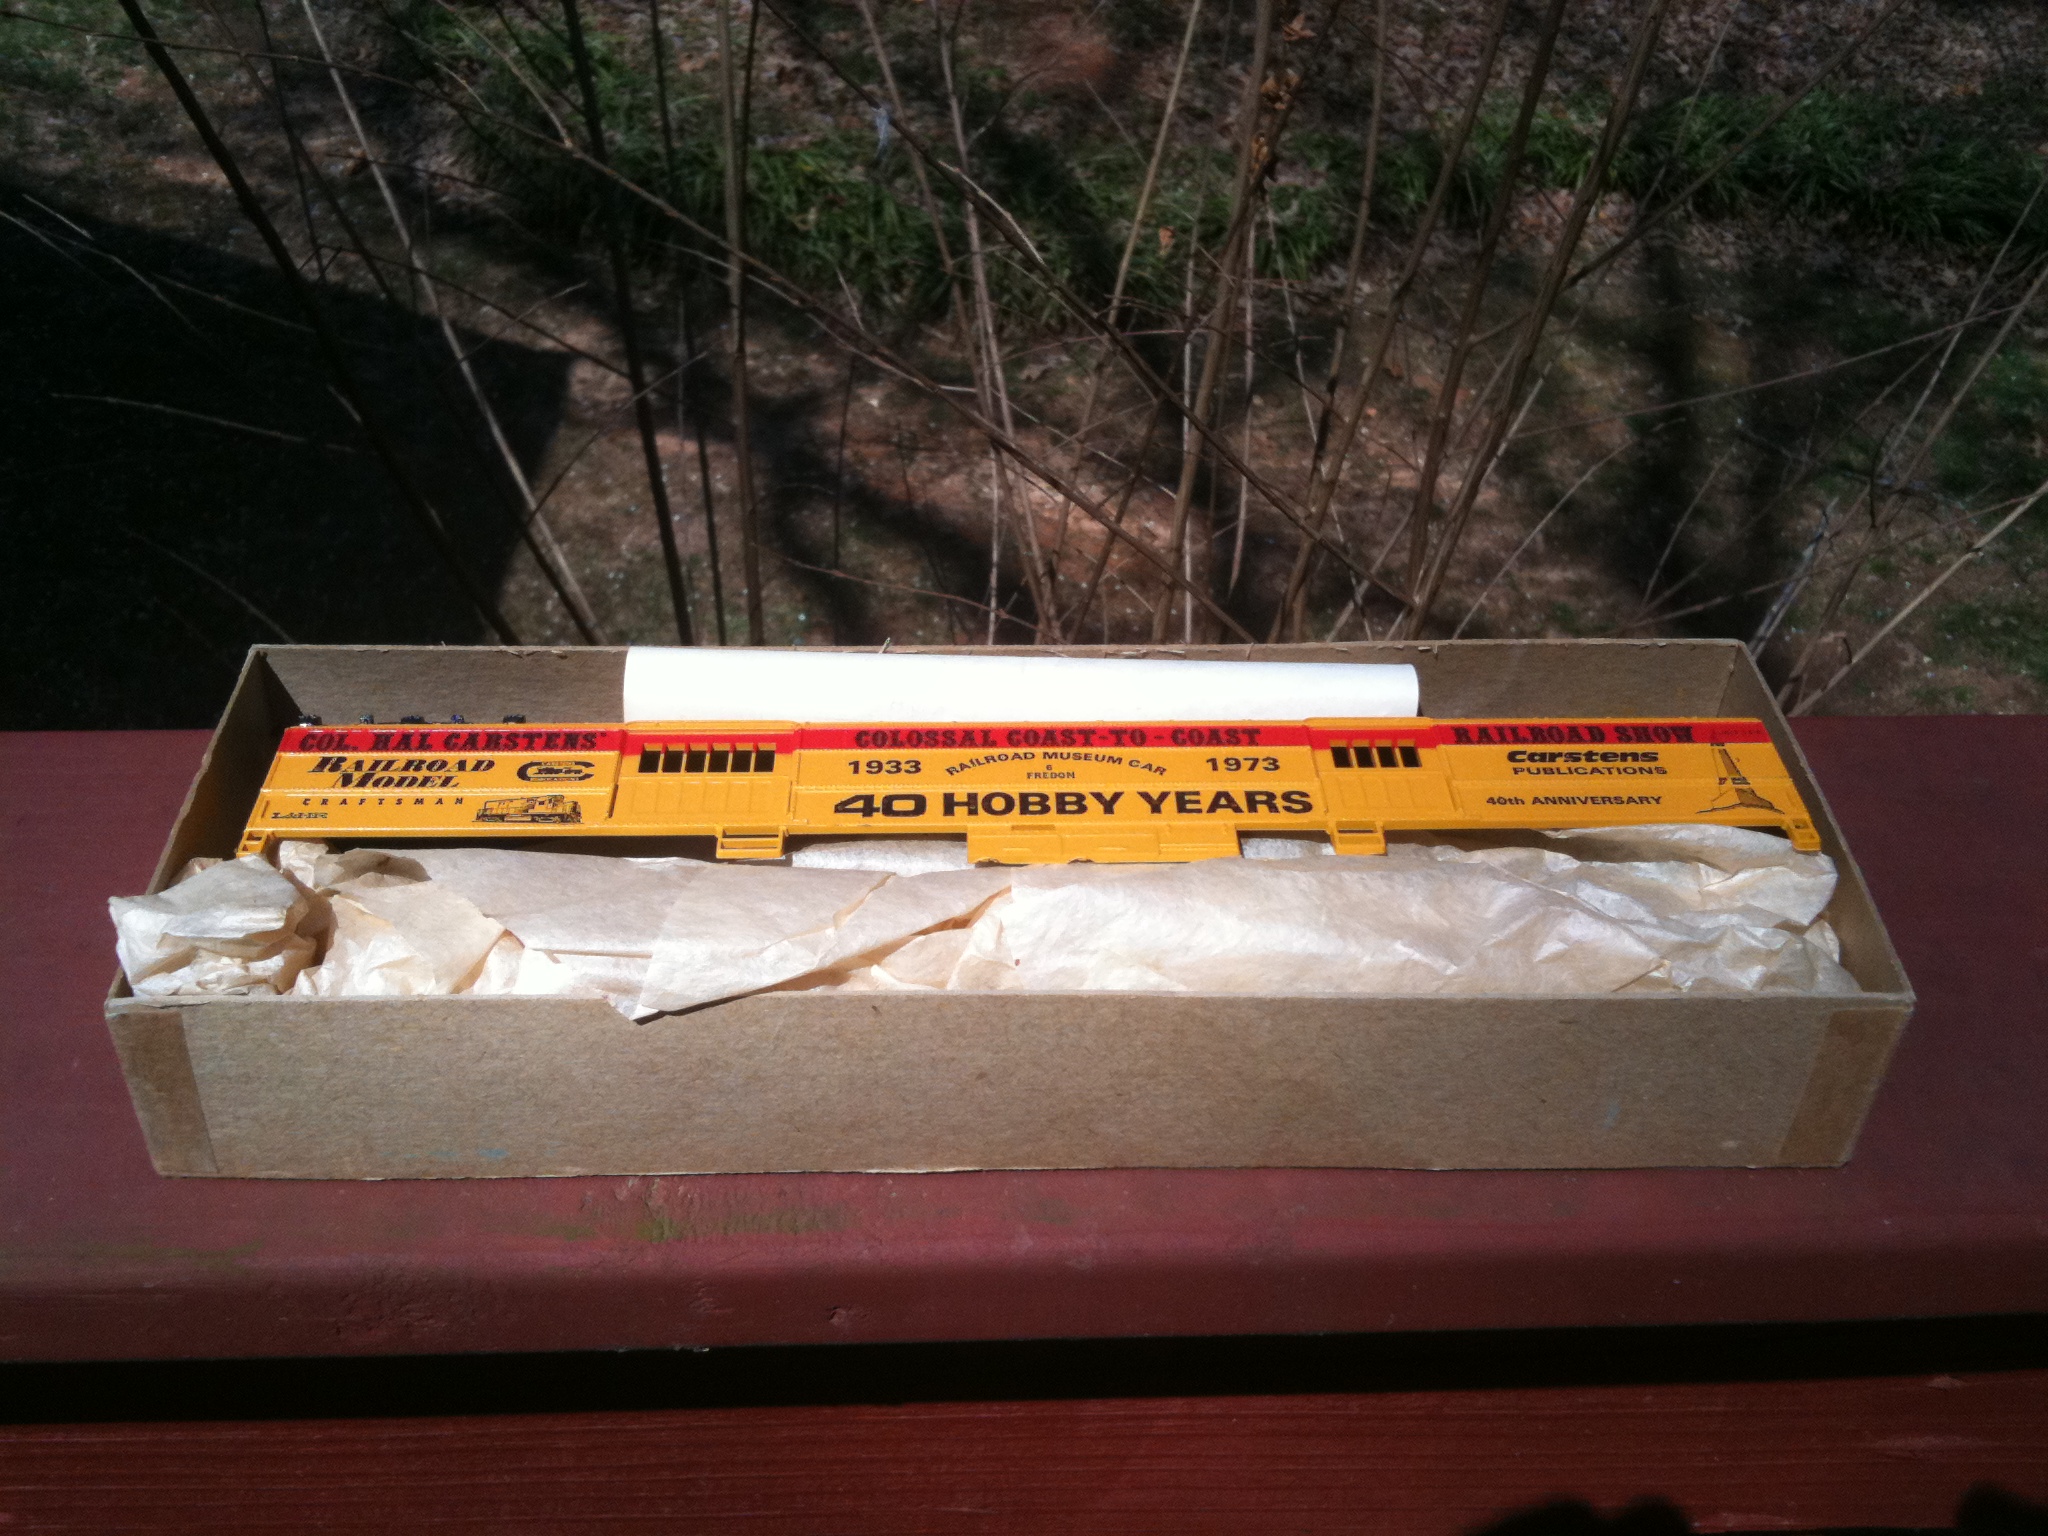 COL. HAL CARSTENS'
COLOSSAL COAST-TO-COAST
RAILROAD SHOW
RAILROAD
MODEL
CRAFTSMAN
1933
RAILROAD MUSEUM CAR
6
FREDON
1973
40 HOBBY YEARS
Carstens
PUBLICATIONS
40th ANNIVERSARY